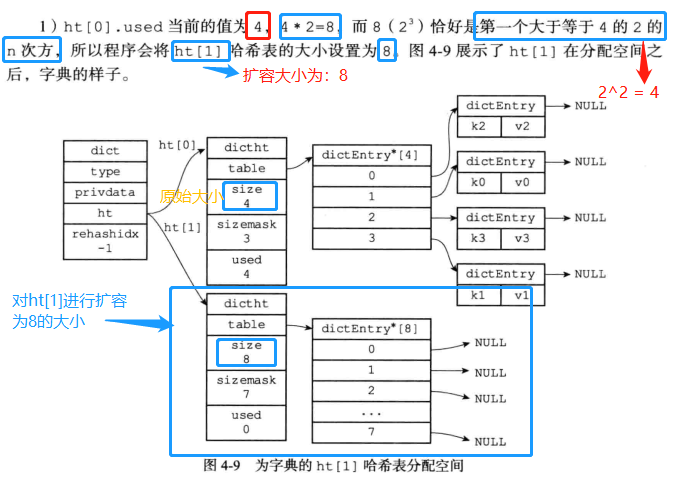 1）ht[0].used 当前的值为 4，4 * 2=8，而 8（2³）恰好是第一个大于等于 4 的 2 的
n 次方，所以程序会将 ht[1] 哈希表的大小设置为 8。图 4-9 展示了 ht[1] 在分配空间之
后，字典的样子。
扩容大小为：8
2^2 = 4
dict
type
privdata
ht
rehashidx
-1
ht[0]
ht[1]
原始大小
dictht
table
size
4
sizemask
3
used
4
dictEntry*[4]
0
1
2
3
dictEntry
k2 v2
NULL
dictEntry
k0 v0
NULL
dictEntry
k3 v3
NULL
dictEntry
k1 v1
NULL
对ht[1]进行扩容
为8的大小
dictht
table
size
8
sizemask
7
used
0
dictEntry*[8]
0
1
2
...
7
NULL
NULL
NULL
NULL
图 4-9 为字典的 ht[1] 哈希表分配空间